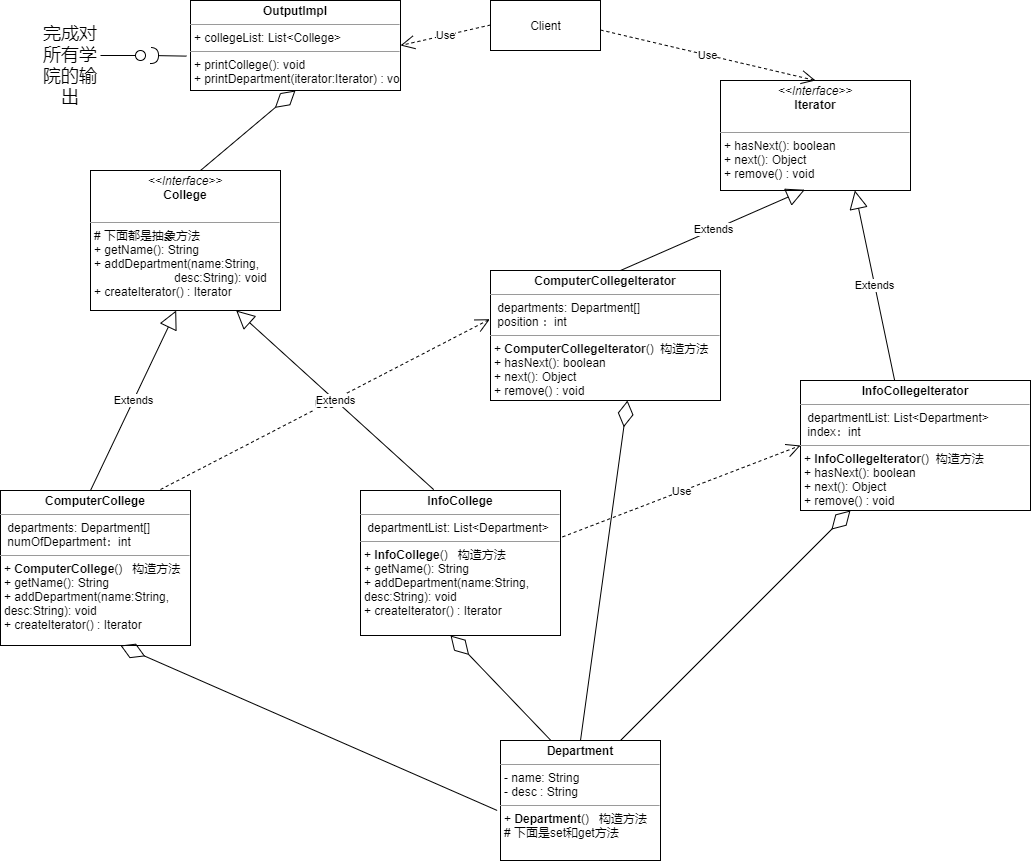 OutputImpl
+ collegeList: List<College>
+ printCollege(): void
+ printDepartment(iterator:Iterator) : vo
完成对
所有学
院的输
出
Use
Client
Use
<<Interface>>
Iterator
+ hasNext(): boolean
+ next(): Object
+ remove() : void
<<Interface>>
College
# 下面都是抽象方法
+ getName(): String
+ addDepartment(name:String,
desc:String): void
+ createIterator() : Iterator
Extends
Extends
ComputerCollegeIterator
departments: Department[]
position ：int
+ ComputerCollegeIterator() 构造方法
+ hasNext(): boolean
+ next(): Object
+ remove() : void
Extends
Extends
InfoCollegeIterator
departmentList: List<Department>
index：int
+ InfoCollegeIterator() 构造方法
+ hasNext(): boolean
+ next(): Object
+ remove() : void
ComputerCollege
departments: Department[]
numOfDepartment：int
+ ComputerCollege() 构造方法
+ getName(): String
+ addDepartment(name:String,
desc:String): void
+ createIterator() : Iterator
InfoCollege
departmentList: List<Department>
+ InfoCollege() 构造方法
+ getName(): String
+ addDepartment(name:String,
desc:String): void
+ createIterator() : Iterator
Use
Department
- name: String
- desc : String
+ Department() 构造方法
# 下面是set和get方法